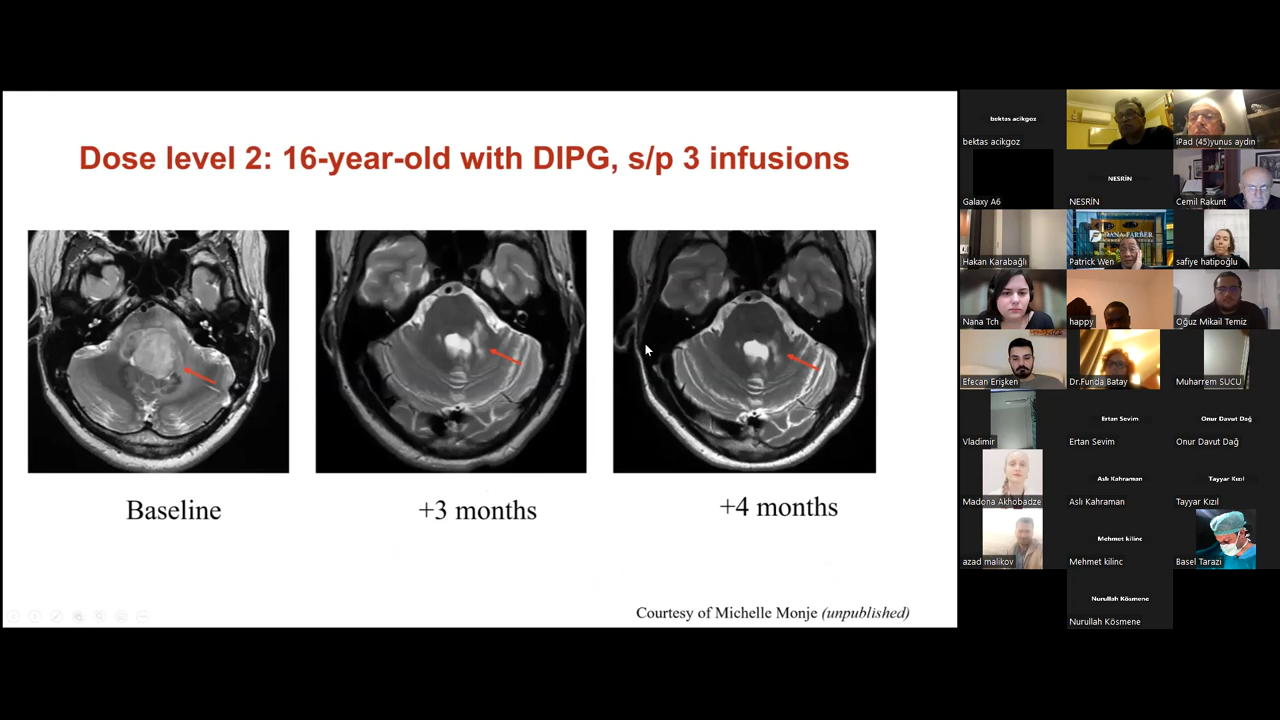 Dose level 2: 16-year-old with DIPG, s/p 3 infusions
Baseline
+3 months
+4 months
Courtesy of Michelle Monje (unpublished)
bektas acikgoz
bektas acikgoz
iPad (45)yunus aydin
Galaxy A6
NESRİN
NESRİN
Cemil Rakunt
Hakan Karabağlı
DANA-FARBER
Patrick Wen
safiye hatipoğlu
Nana Tch
happy
Oğuz Mikail Temiz
Efecan Erişken
Dr.Funda Batay
Muharrem SUCU
Vladimir
Ertan Sevim
Ertan Sevim
Onur Davut Dağ
Onur Davut Dağ
Madona Akhobadze
Aslı Kahraman
Aslı Kahraman
Tayyar Kızıl
Tayyar Kızıl
azad malikov
Mehmet kilinc
Mehmet kilinc
Basel Tarazi
Nurullah Kösmene
Nurullah Kösmene